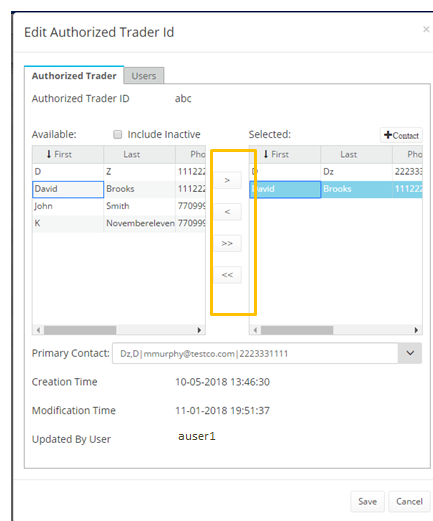 Edit Authorized Trader Id ×
Authorized Trader Users
Authorized Trader ID abc
Available: Include Inactive Selected: +Contact
First Last Pho First Last Pho
D Z 111222 > D Dz 222333
David Brooks 111222 David Brooks 111222
John Smith 770999 <
K Novembereleven 770999
>>
<<
Primary Contact: Dz,D|mmurphy@testco.com|2223331111
Creation Time 10-05-2018 13:46:30
Modification Time 11-01-2018 19:51:37
Updated By User auser1
Save Cancel